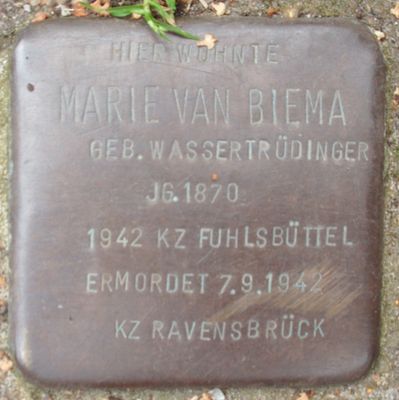 HIER WOHNTE
MARIE VAN BIEMA
GEB. WASSERTRÜDINGER
JG. 1870
1942 KZ FUHLSBÜTTEL
ERMORDET 7.9.1942
KZ RAVENSBRÜCK